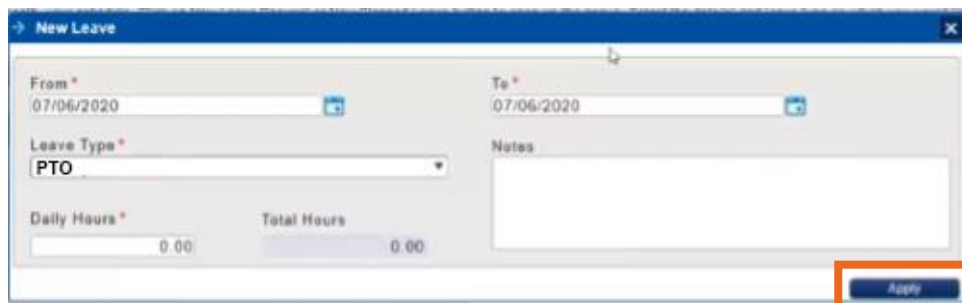 New Leave
From * To *
07/06/2020 07/06/2020
Leave Type * Notes
PTO
Daily Hours * Total Hours
0.00 0.00
Apply